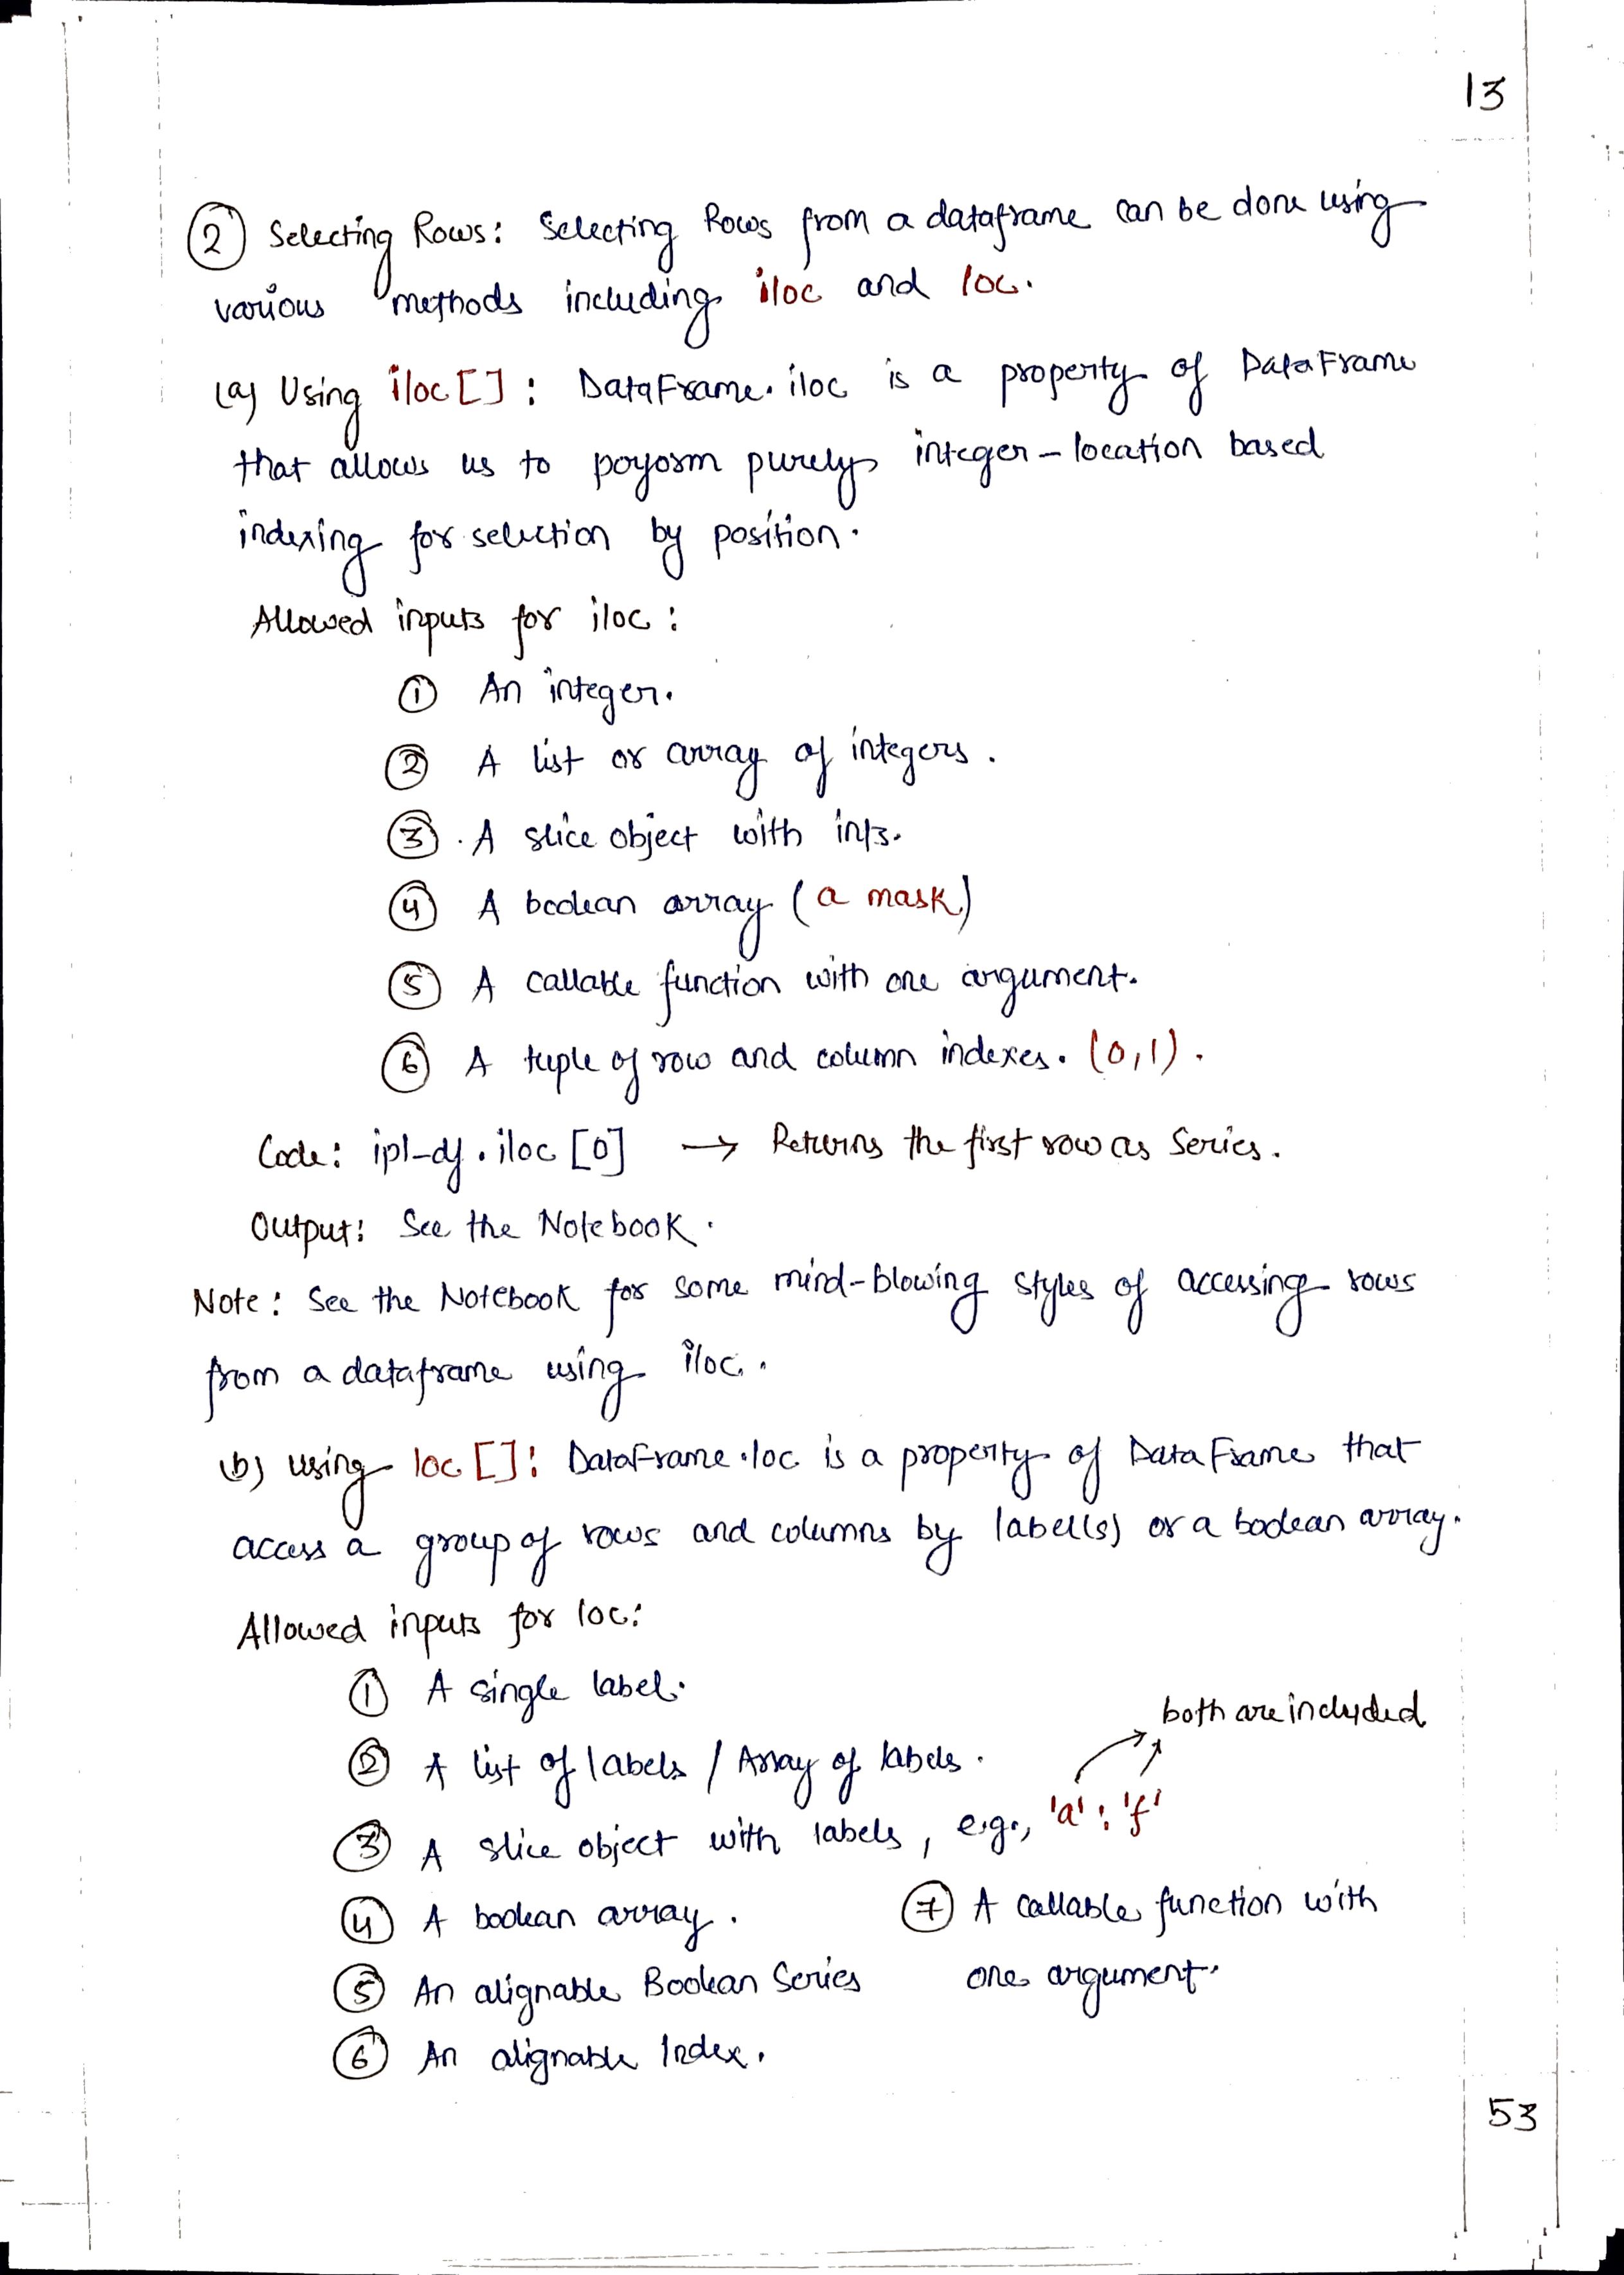 13
② Selecting Rows: Selecting Rows from a dataframe can be done using
various methods including iloc and loc.
(a) Using iloc[]: DataFrame.iloc is a property of DataFrame
that allows us to perform purely integer-location based
indexing for selection by position.
Allowed inputs for iloc:
① An integer.
② A list or array of integers.
③ A slice object with ints.
④ A boolean array (a mask)
⑤ A callable function with one argument.
⑥ A tuple of row and column indexes. (0,1).
Code: ipl-df.iloc[0] → Returns the first row as Series.
Output: See the Notebook.
Note: See the Notebook for some mind-blowing styles of accessing rows
from a dataframe using iloc.
(b) using loc[]: DataFrame.loc is a property of DataFrame that
access a group of rows and columns by label(s) or a boolean array.
Allowed inputs for loc:
① A single label.
both are included
② A list of labels / Array of labels.
③ A slice object with labels, e.g., 'a':'f'
④ A boolean array.
⑦ A callable function with
one argument.
⑤ An alignable Boolean Series
⑥ An alignable Index.
53